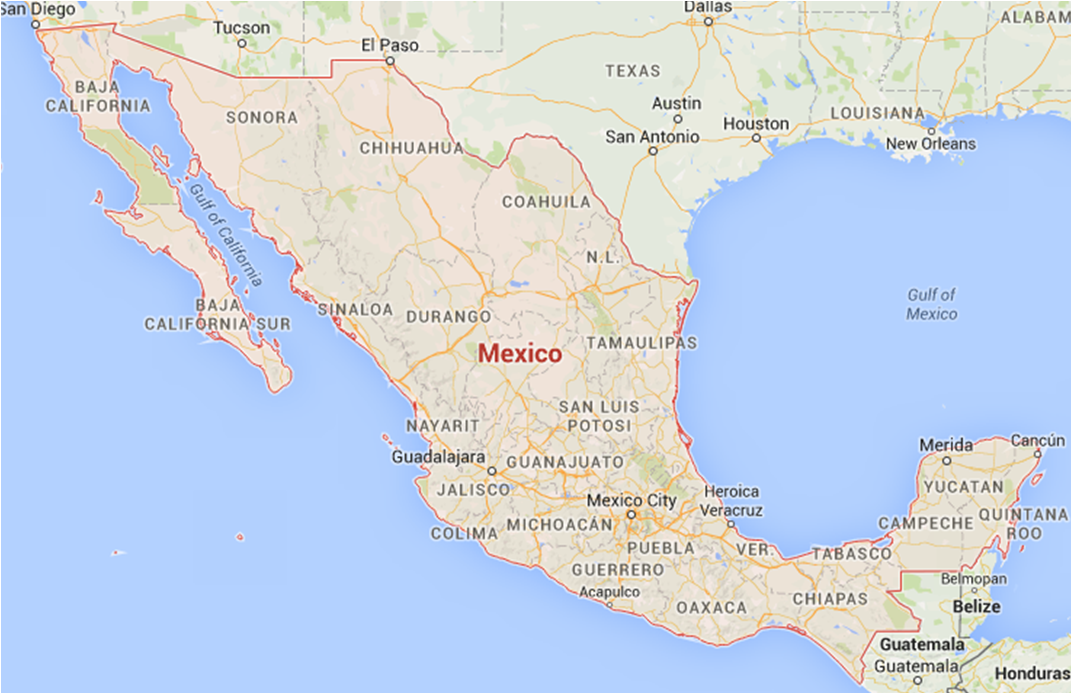 San Diego
Tucson
El Paso
Dallas
ALABAM
TEXAS
BAJA
CALIFORNIA
SONORA
CHIHUAHUA
Austin
San Antonio
Houston
LOUISIANA
New Orleans
COAHUILA
Gulf of California
N.L.
BAJA
CALIFORNIA SUR
SINALOA
DURANGO
Gulf of
Mexico
Mexico
TAMAULIPAS
SAN LUIS
POTOSI
NAYARIT
Guadalajara
GUANAJUATO
JALISCO
Mexico City
Heroica
Veracruz
Merida
Cancún
YUCATAN
CAMPECHE
QUINTANA
ROO
COLIMA
MICHOACÁN
PUEBLA
VER.
TABASCO
GUERRERO
Acapulco
OAXACA
CHIAPAS
Belmopan
Belize
Guatemala
Guatemala
Honduras